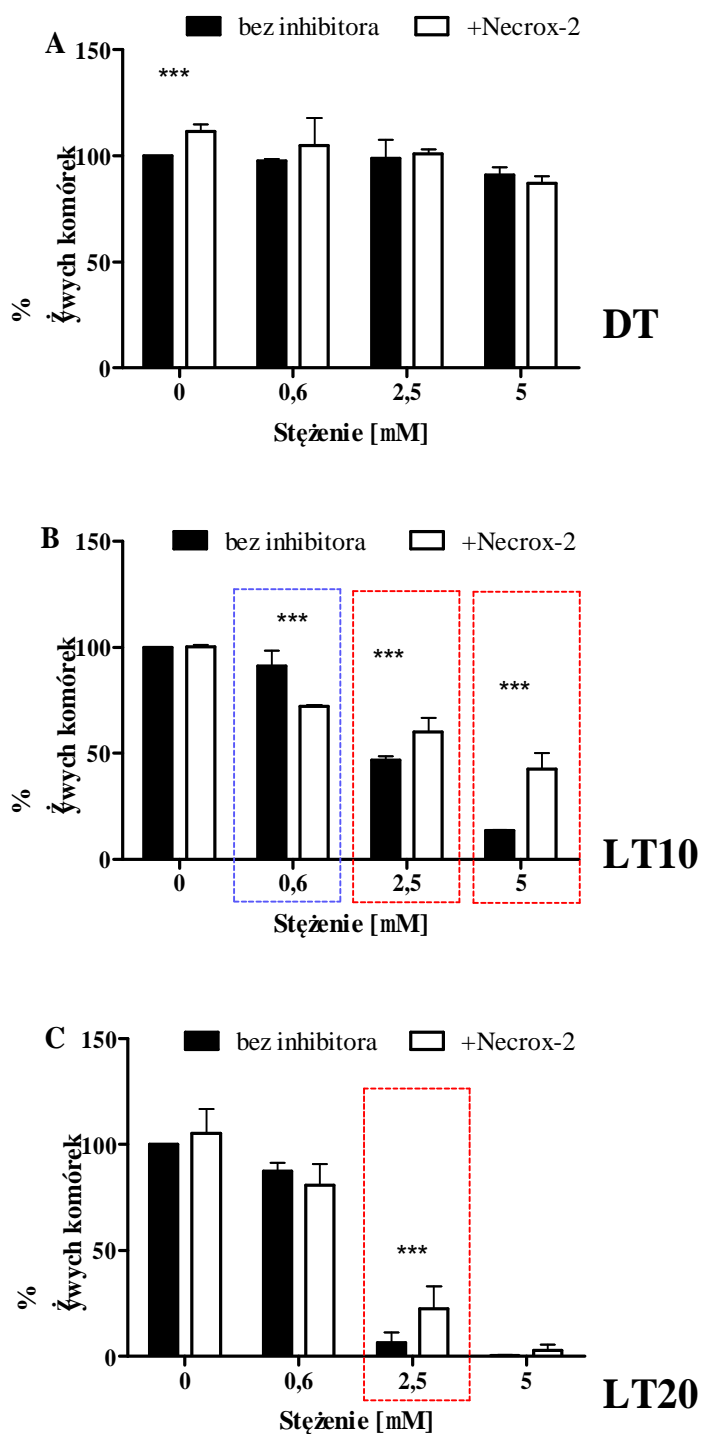 A
bez inhibitora +Necrox-2
150
100
50
0
%
żywych komórek
***
0 0,6 2,5 5
Stężenie [mM]
DT
B
bez inhibitora +Necrox-2
150
100
50
0
%
żywych komórek
*** *** ***
0 0,6 2,5 5
Stężenie [mM]
LT10
C
bez inhibitora +Necrox-2
150
100
50
0
%
żywych komórek
***
0 0,6 2,5 5
Stężenie [mM]
LT20